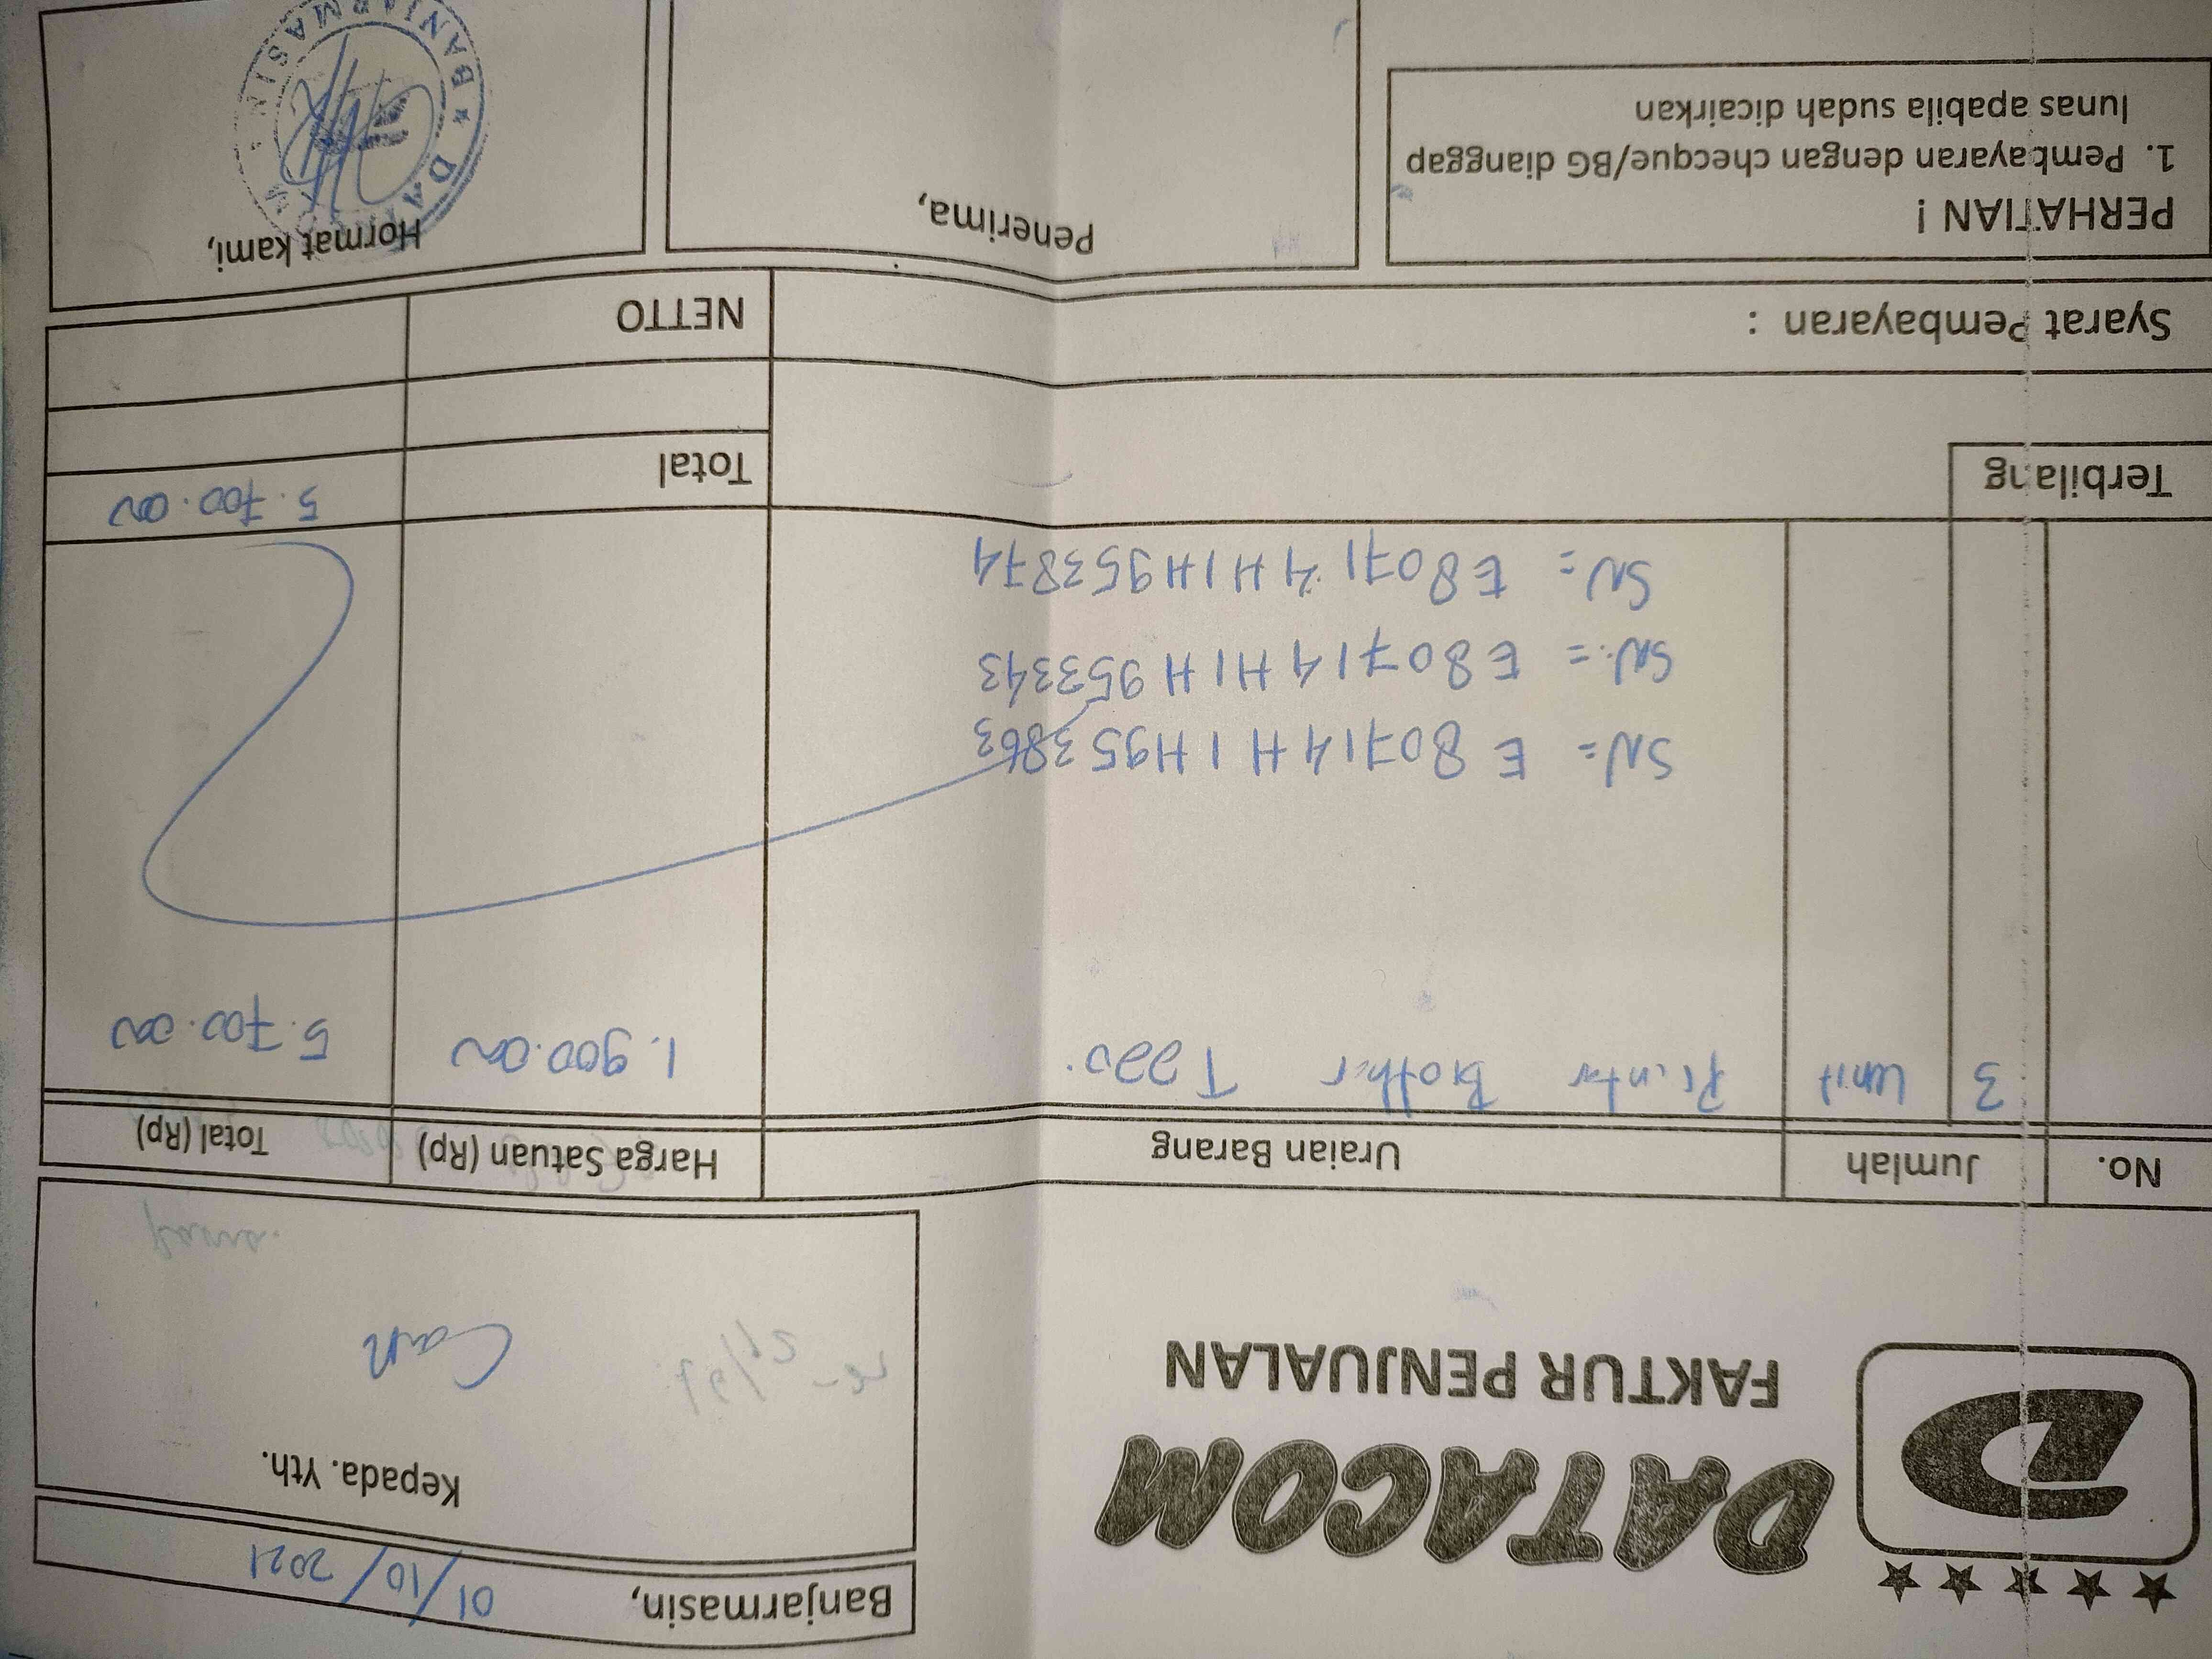 DATACOM
FAKTUR PENJUALAN
Banjarmasin, 01/10/2021
Kepada. Yth.
Cash
No. Jumlah Uraian Barang Harga Satuan (Rp) Total (Rp)
3 Unit Printer Brother T220. 1.900.000 5.700.000
SN = E80714H1H953863
SN = E80714H1H953343
SN = E80714H1H953874
Terbilang Total 5.700.000
Syarat Pembayaran : NETTO
PERHATIAN !
1. Pembayaran dengan checque/BG dianggap
lunas apabila sudah dicairkan
Penerima,
Hormat kami,
BANJARMASIN